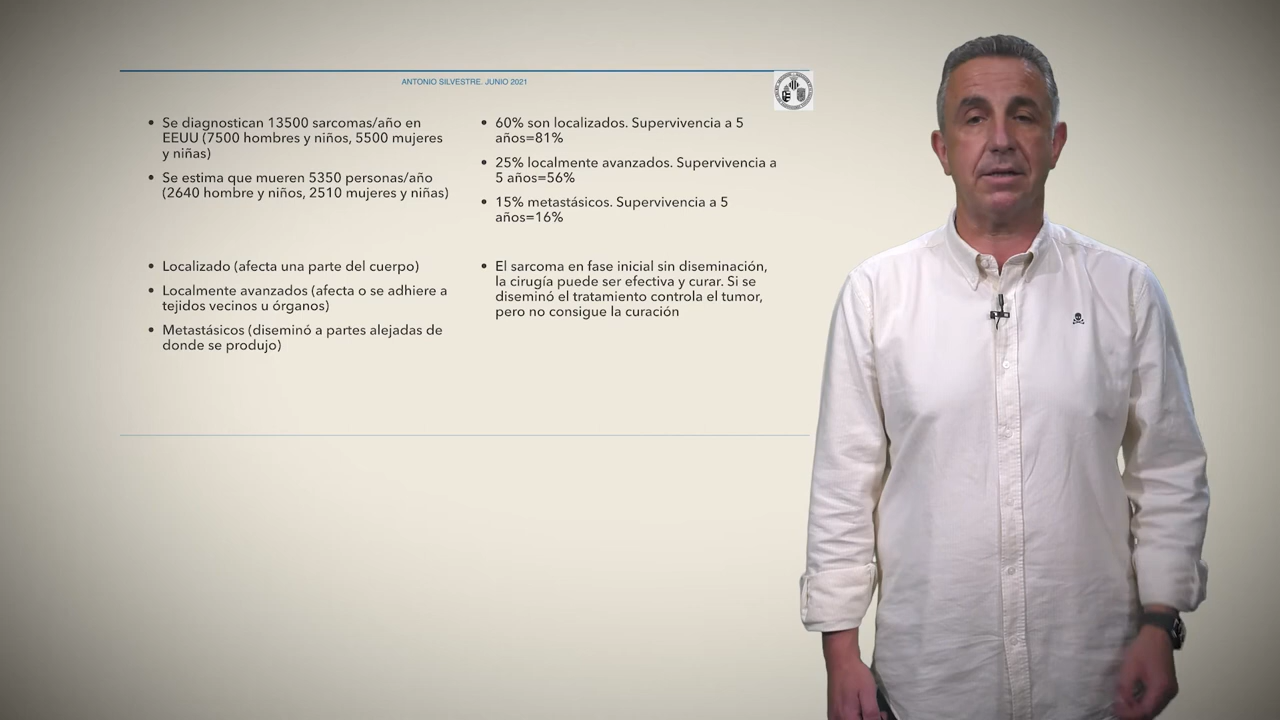 ANTONIO SILVESTRE. JUNIO 2021
• Se diagnostican 13500 sarcomas/año en
EEUU (7500 hombres y niños, 5500 mujeres
y niñas)
• Se estima que mueren 5350 personas/año
(2640 hombre y niños, 2510 mujeres y niñas)
• 60% son localizados. Supervivencia a 5
años=81%
• 25% localmente avanzados. Supervivencia a
5 años=56%
• 15% metastásicos. Supervivencia a 5
años=16%
• Localizado (afecta una parte del cuerpo)
• Localmente avanzados (afecta o se adhiere a
tejidos vecinos u órganos)
• Metastásicos (diseminó a partes alejadas de
donde se produjo)
• El sarcoma en fase inicial sin diseminación,
la cirugía puede ser efectiva y curar. Si se
diseminó el tratamiento controla el tumor,
pero no consigue la curación